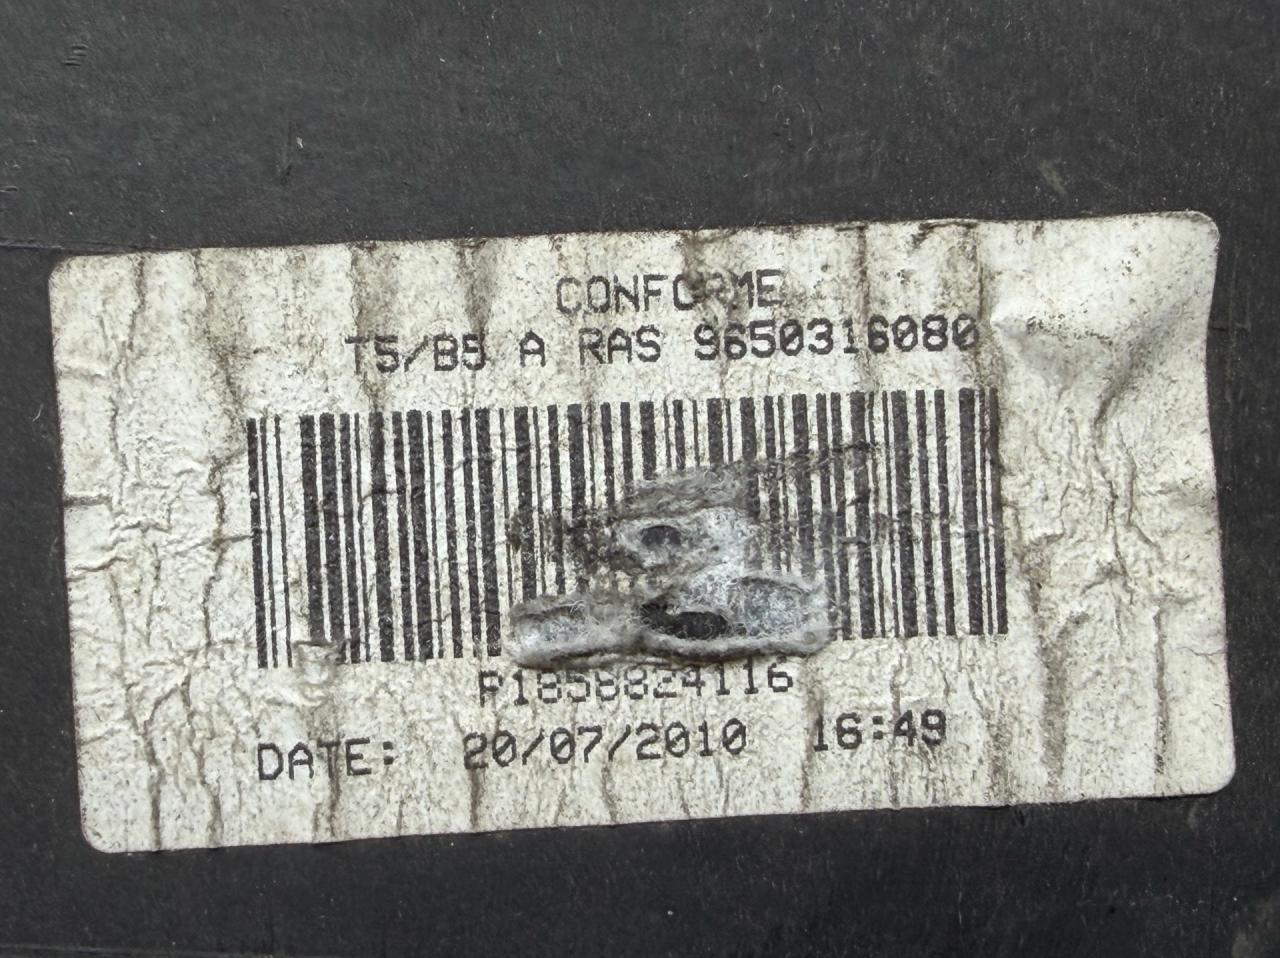 CONFORME
T5/B5 A RAS 9650316080
P1858824116
DATE: 20/07/2010 16:49